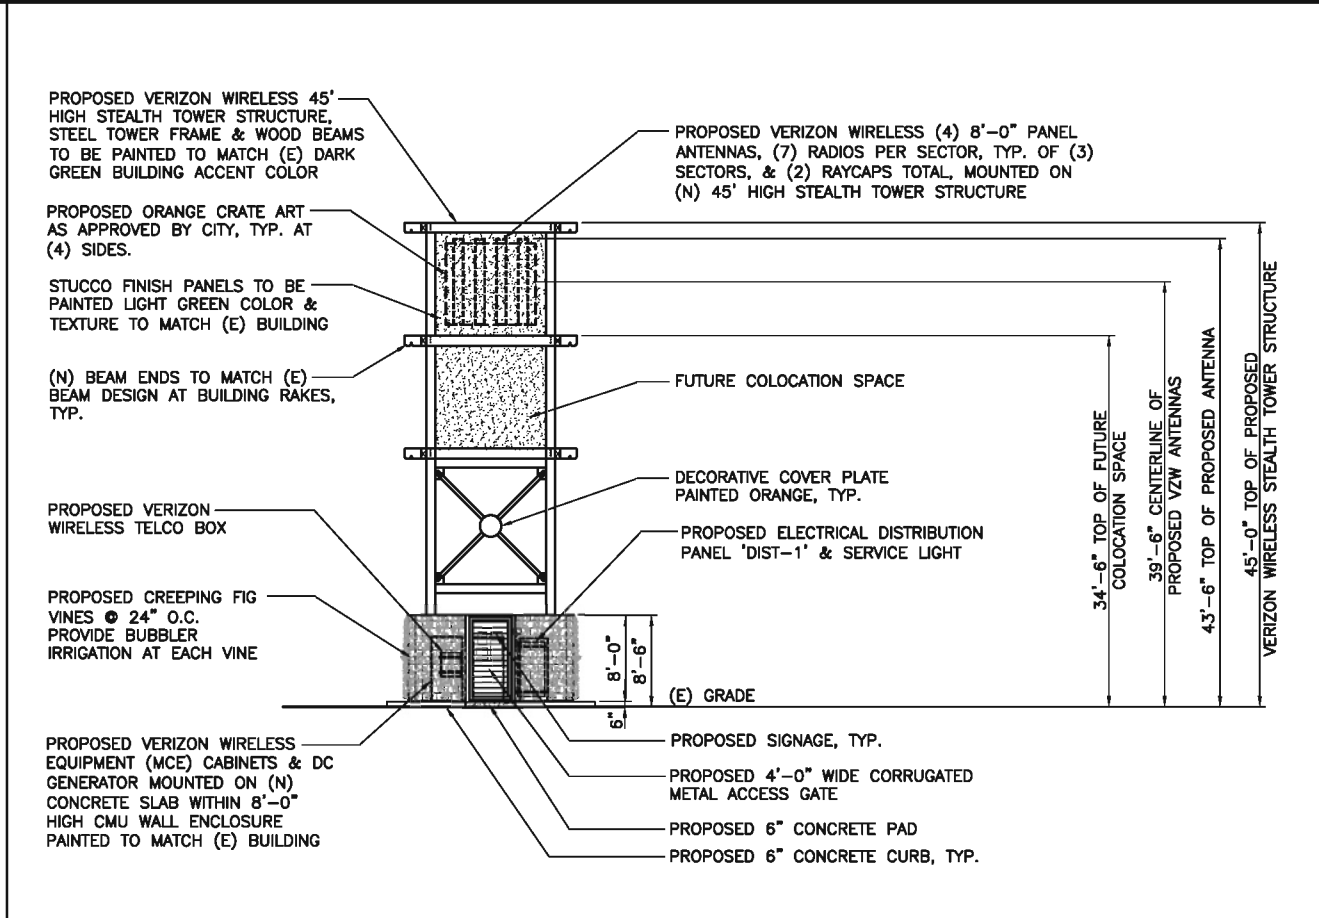 PROPOSED VERIZON WIRELESS 45'
HIGH STEALTH TOWER STRUCTURE,
STEEL TOWER FRAME & WOOD BEAMS
TO BE PAINTED TO MATCH (E) DARK
GREEN BUILDING ACCENT COLOR
PROPOSED ORANGE CRATE ART
AS APPROVED BY CITY, TYP. AT
(4) SIDES.
STUCCO FINISH PANELS TO BE
PAINTED LIGHT GREEN COLOR &
TEXTURE TO MATCH (E) BUILDING
(N) BEAM ENDS TO MATCH (E)
BEAM DESIGN AT BUILDING RAKES,
TYP.
PROPOSED VERIZON
WIRELESS TELCO BOX
PROPOSED CREEPING FIG
VINES @ 24" O.C.
PROVIDE BUBBLER
IRRIGATION AT EACH VINE
PROPOSED VERIZON WIRELESS
EQUIPMENT (MCE) CABINETS & DC
GENERATOR MOUNTED ON (N)
CONCRETE SLAB WITHIN 8'-0"
HIGH CMU WALL ENCLOSURE
PAINTED TO MATCH (E) BUILDING
PROPOSED VERIZON WIRELESS (4) 8'-0" PANEL
ANTENNAS, (7) RADIOS PER SECTOR, TYP. OF (3)
SECTORS, & (2) RAYCAPS TOTAL, MOUNTED ON
(N) 45' HIGH STEALTH TOWER STRUCTURE
FUTURE COLOCATION SPACE
DECORATIVE COVER PLATE
PAINTED ORANGE, TYP.
PROPOSED ELECTRICAL DISTRIBUTION
PANEL 'DIST-1' & SERVICE LIGHT
8'-0"
8'-6"
6"
(E) GRADE
PROPOSED SIGNAGE, TYP.
PROPOSED 4'-0" WIDE CORRUGATED
METAL ACCESS GATE
PROPOSED 6" CONCRETE PAD
PROPOSED 6" CONCRETE CURB, TYP.
34'-6" TOP OF FUTURE
COLOCATION SPACE
39'-6" CENTERLINE OF
PROPOSED VZW ANTENNAS
43'-6" TOP OF PROPOSED ANTENNA
45'-0" TOP OF PROPOSED
VERIZON WIRELESS STEALTH TOWER STRUCTURE